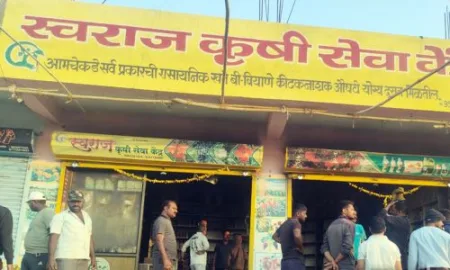 स्वराज कृषी सेवा कें
आमचेकडे सर्व प्रकारची रासायनिक खते बी-बियाणे कीटकनाशक औषधे योग्य दरात मिळतील.
स्वराज कृषी सेवा केंद्र